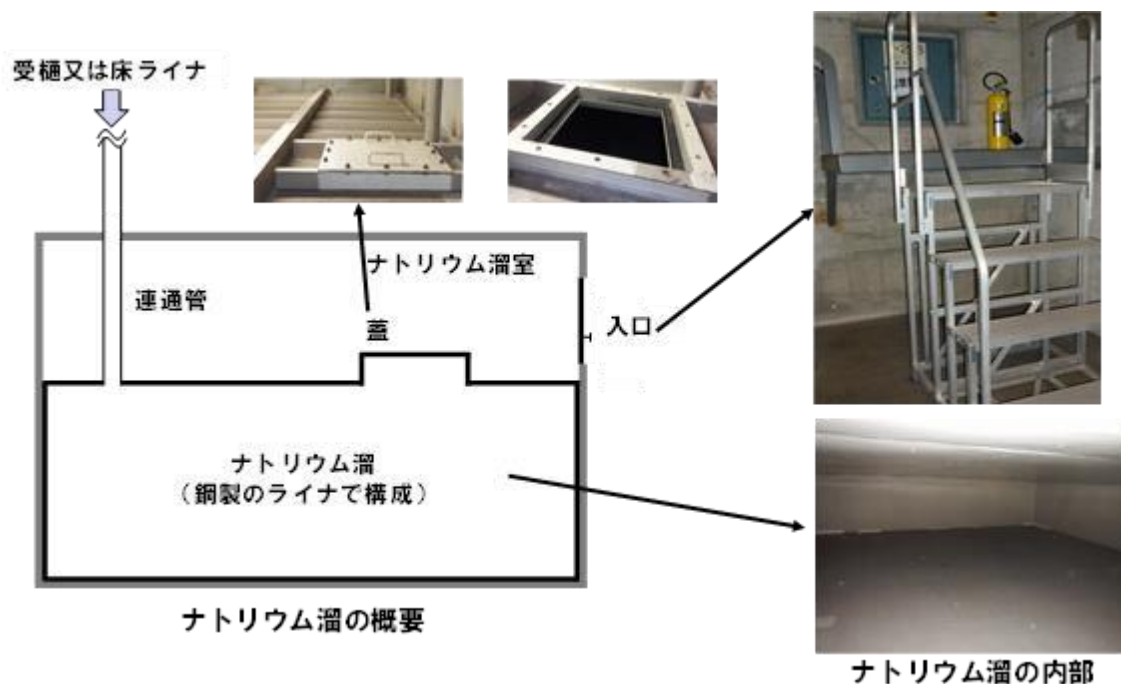 受樋又は床ライナ
ナトリウム溜室
連通管
蓋
入口
ナトリウム溜
（鋼製のライナで構成）
ナトリウム溜の概要
ナトリウム溜の内部